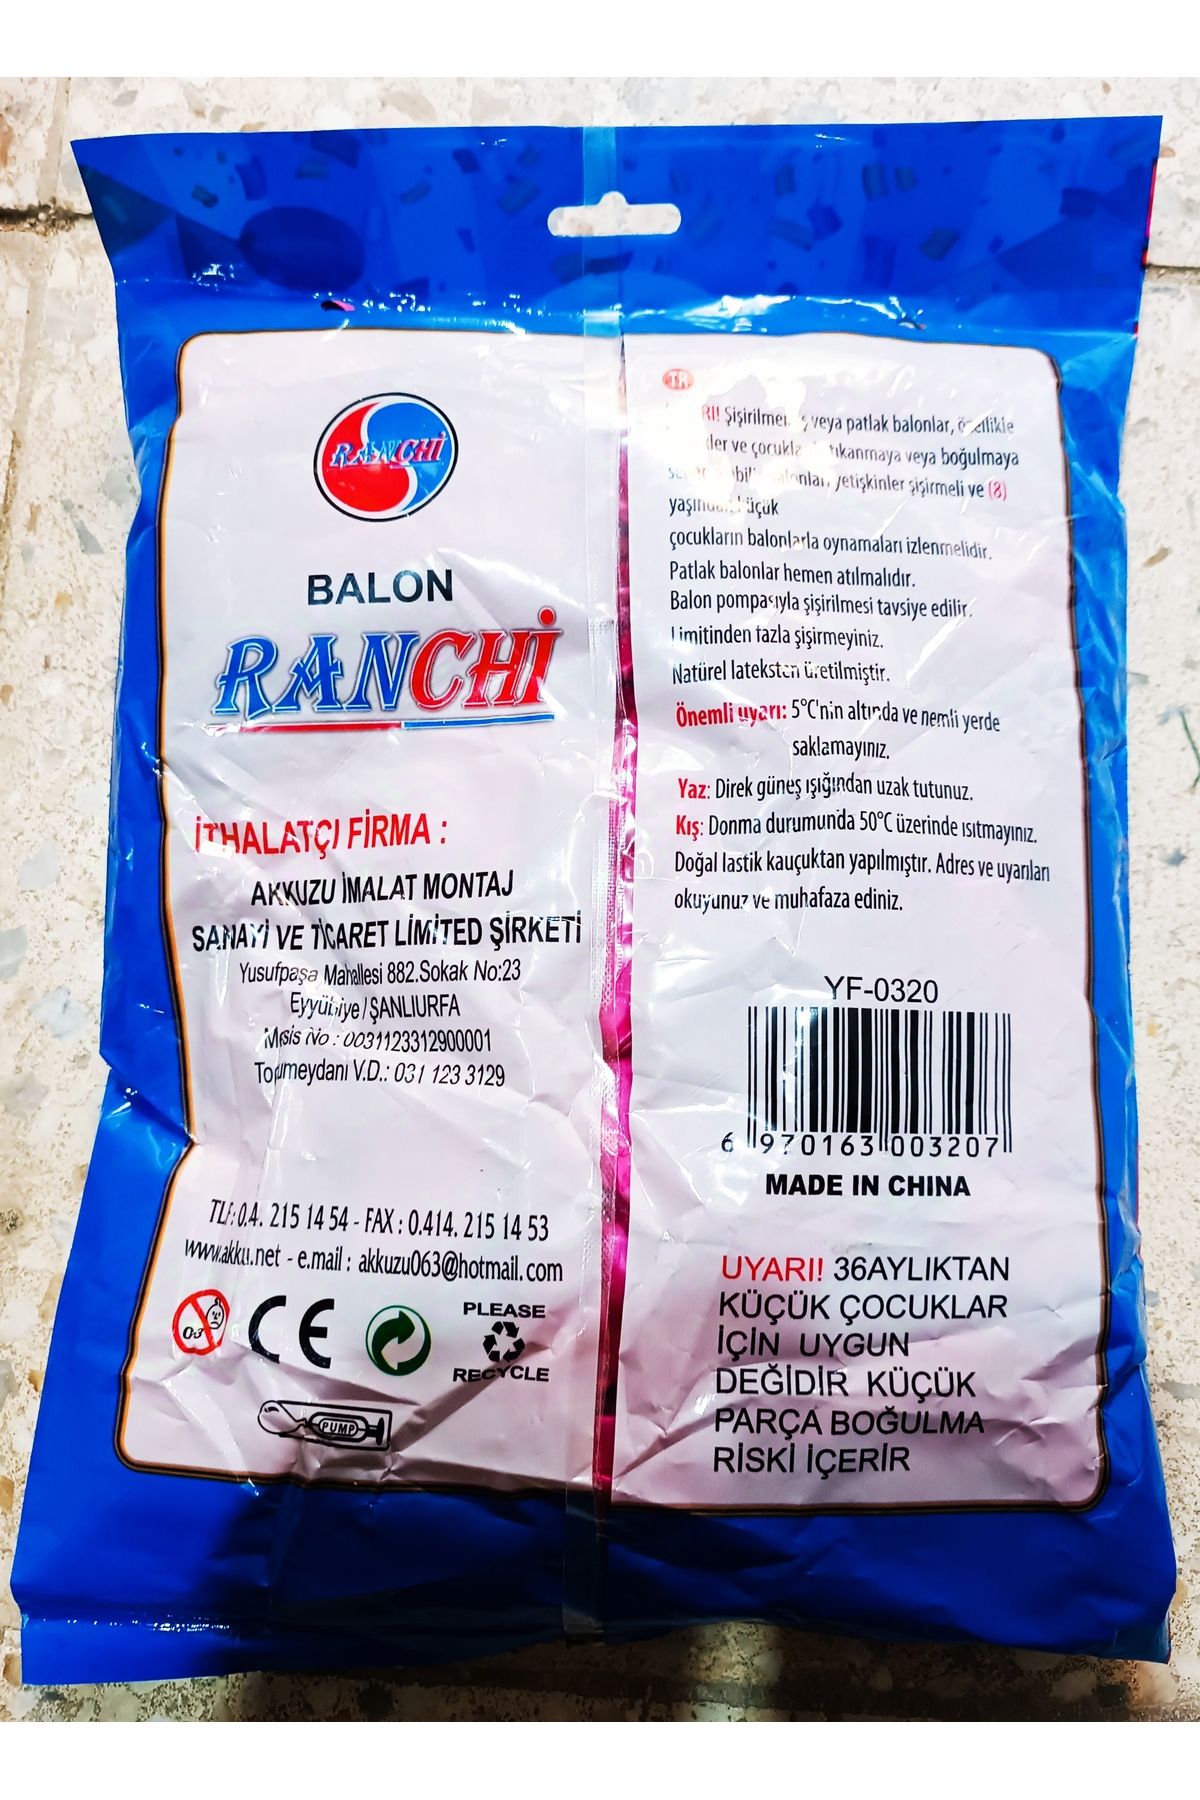 RANCHİ
BALON
RANCHİ
İTHALATÇI FİRMA :
AKKUZU İMALAT MONTAJ
SANAYİ VE TİCARET LİMİTED ŞİRKETİ
Yusufpaşa Mahallesi 882.Sokak No:23
Eyyübiye / ŞANLIURFA
Mersis No : 0031123312900001
V.D.: 031 123 3129
TLF: 0.4. 215 14 54 - FAX : 0.414. 215 14 53
- e.mail : akkuzu063@hotmail.com
0-3
CE
PLEASE
RECYCLE
PUMP
TR
Şişirilmemiş veya patlak balonlar, özellikle
ve tıkanmaya veya boğulmaya
yetişkinler şişirmeli ve (8)
yaşından küçük
çocukların balonlarla oynamaları izlenmelidir.
Patlak balonlar hemen atılmalıdır.
Balon pompasıyla şişirilmesi tavsiye edilir.
Limitinden fazla şişirmeyiniz.
Natürel lateksten üretilmiştir.
Önemli uyarı: 5°C'nin altında ve nemli yerde
saklamayınız.
Yaz: Direk güneş ışığından uzak tutunuz.
Kış: Donma durumunda 50°C üzerinde ısıtmayınız.
Doğal lastik kauçuktan yapılmıştır. Adres ve uyarıları
okuyunuz ve muhafaza ediniz.
YF-0320
6 970163 003207
MADE IN CHINA
UYARI! 36AYLIKTAN
KÜÇÜK ÇOCUKLAR
İÇİN UYGUN
DEĞİDİR KÜÇÜK
PARÇA BOĞULMA
RİSKİ İÇERİR